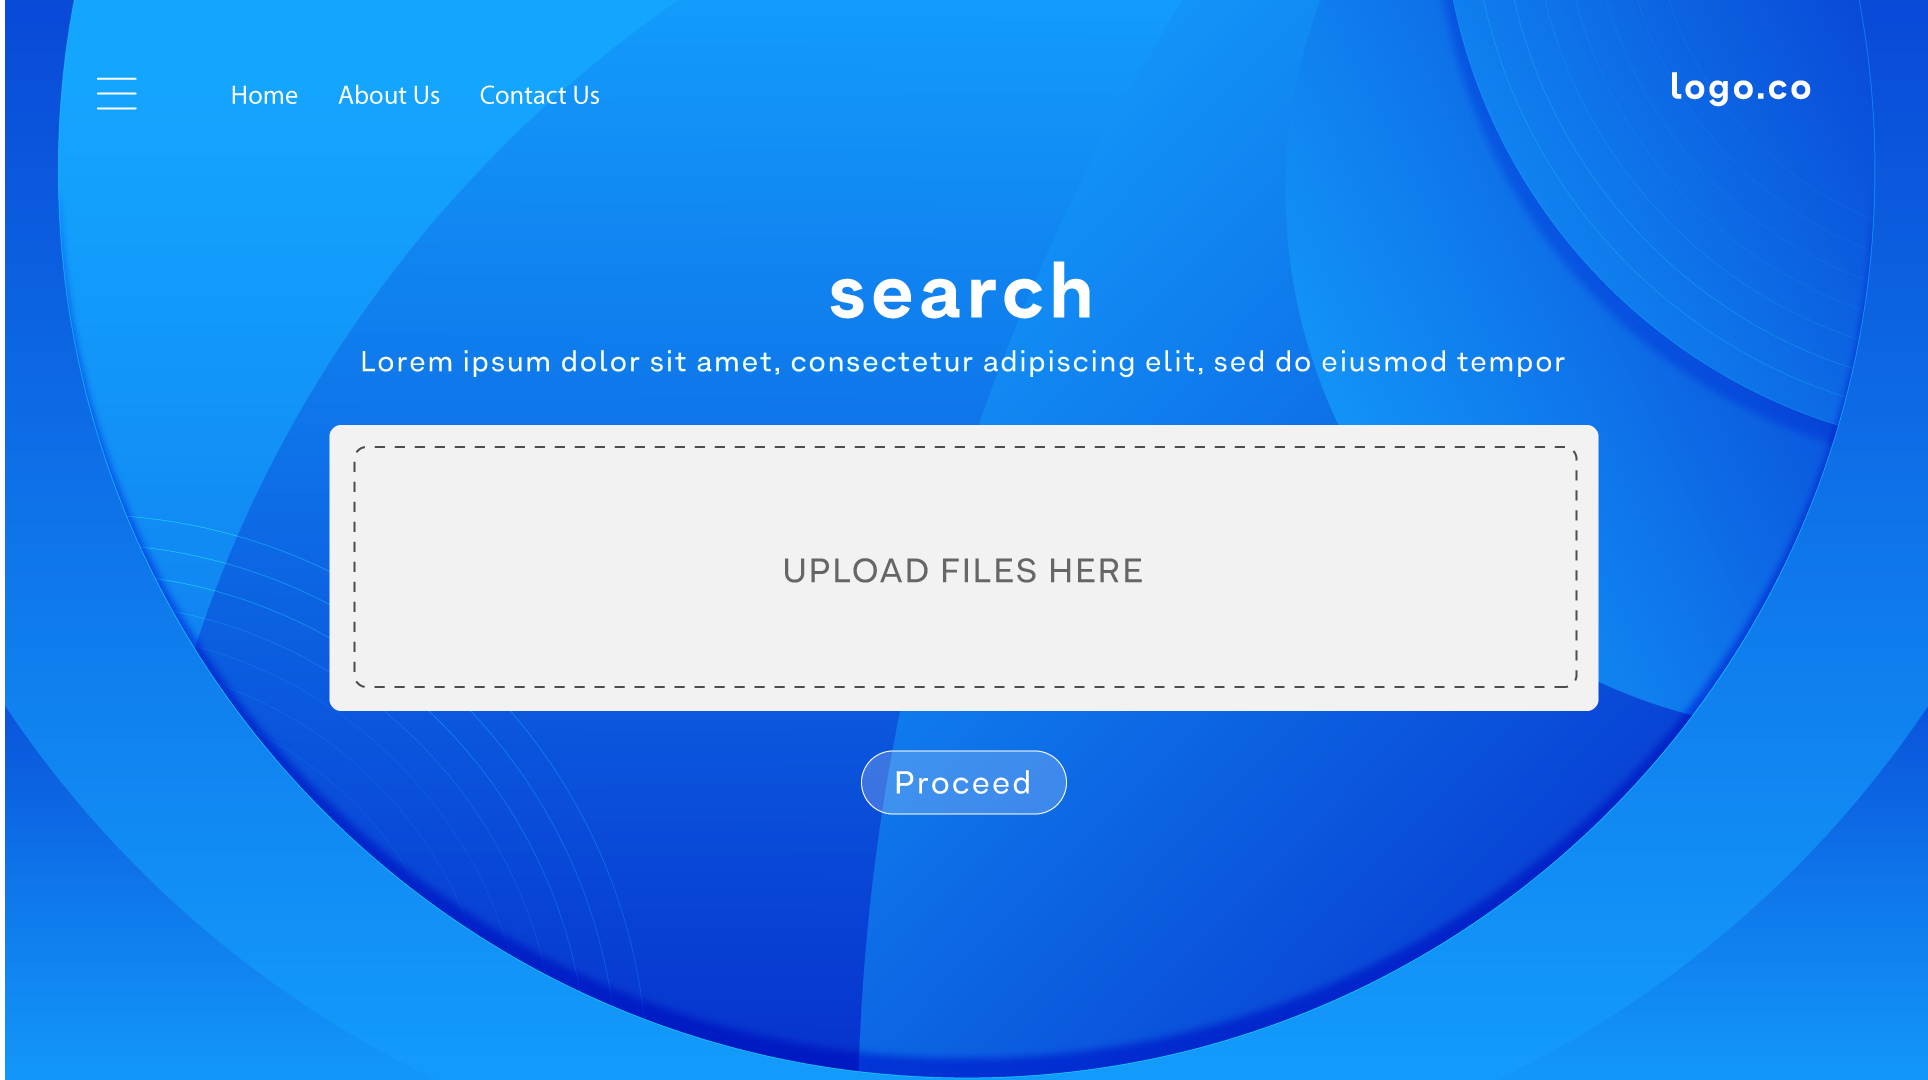 Home About Us Contact Us logo.co
search
Lorem ipsum dolor sit amet, consectetur adipiscing elit, sed do eiusmod tempor
UPLOAD FILES HERE
Proceed